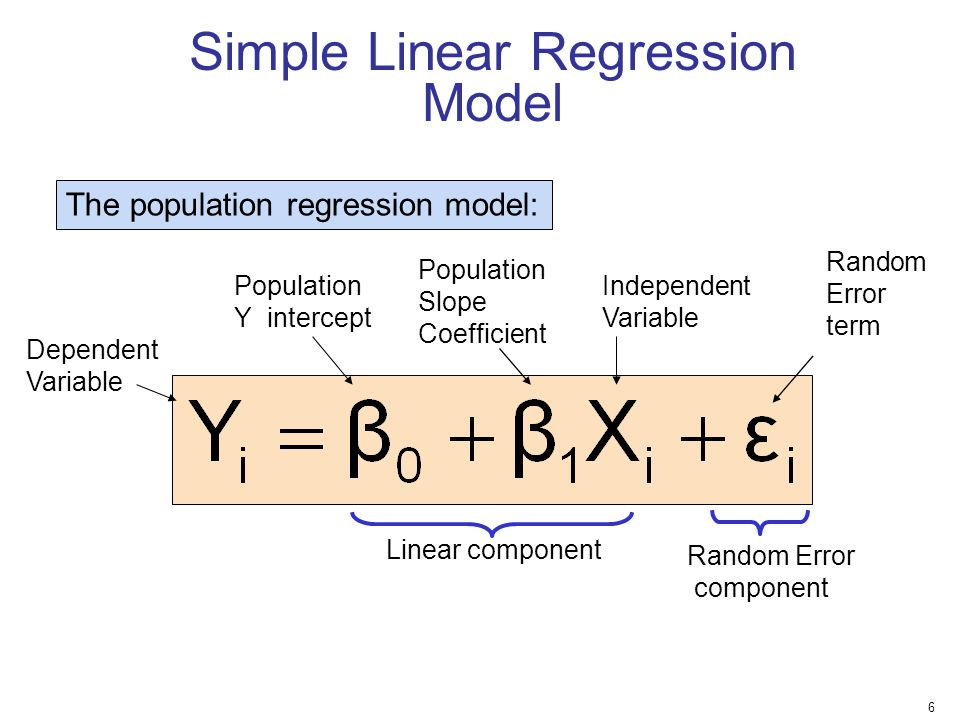 Simple Linear Regression
Model
The population regression model:
Population
Y intercept
Population
Slope
Coefficient
Independent
Variable
Random
Error
term
Dependent
Variable
Yᵢ = β₀ + β₁Xᵢ + εᵢ
Linear component
Random Error
component
6